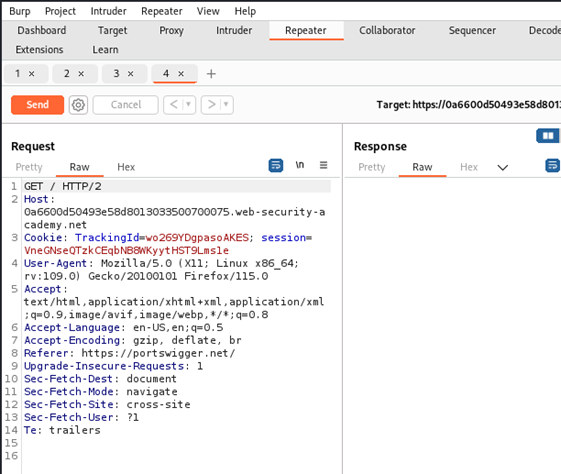 Burp Project Intruder Repeater View Help
Dashboard Target Proxy Intruder Repeater Collaborator Sequencer Decode
Extensions Learn
1 × 2 × 3 × 4 × +
Send Cancel < > Target: https://0a6600d50493e58d801
Request Response
Pretty Raw Hex \n Pretty Raw Hex
1 GET / HTTP/2
2 Host:
0a6600d50493e58d8013033500700075.web-security-a
cademy.net
3 Cookie: TrackingId=wo269YDgpasoAKES; session=
VneGNseQTzkCEqbNB8WKyytHST9Lmsle
4 User-Agent: Mozilla/5.0 (X11; Linux x86_64;
rv:109.0) Gecko/20100101 Firefox/115.0
5 Accept:
text/html,application/xhtml+xml,application/xml
;q=0.9,image/avif,image/webp,*/*;q=0.8
6 Accept-Language: en-US,en;q=0.5
7 Accept-Encoding: gzip, deflate, br
8 Referer: https://portswigger.net/
9 Upgrade-Insecure-Requests: 1
10 Sec-Fetch-Dest: document
11 Sec-Fetch-Mode: navigate
12 Sec-Fetch-Site: cross-site
13 Sec-Fetch-User: ?1
14 Te: trailers
15
16